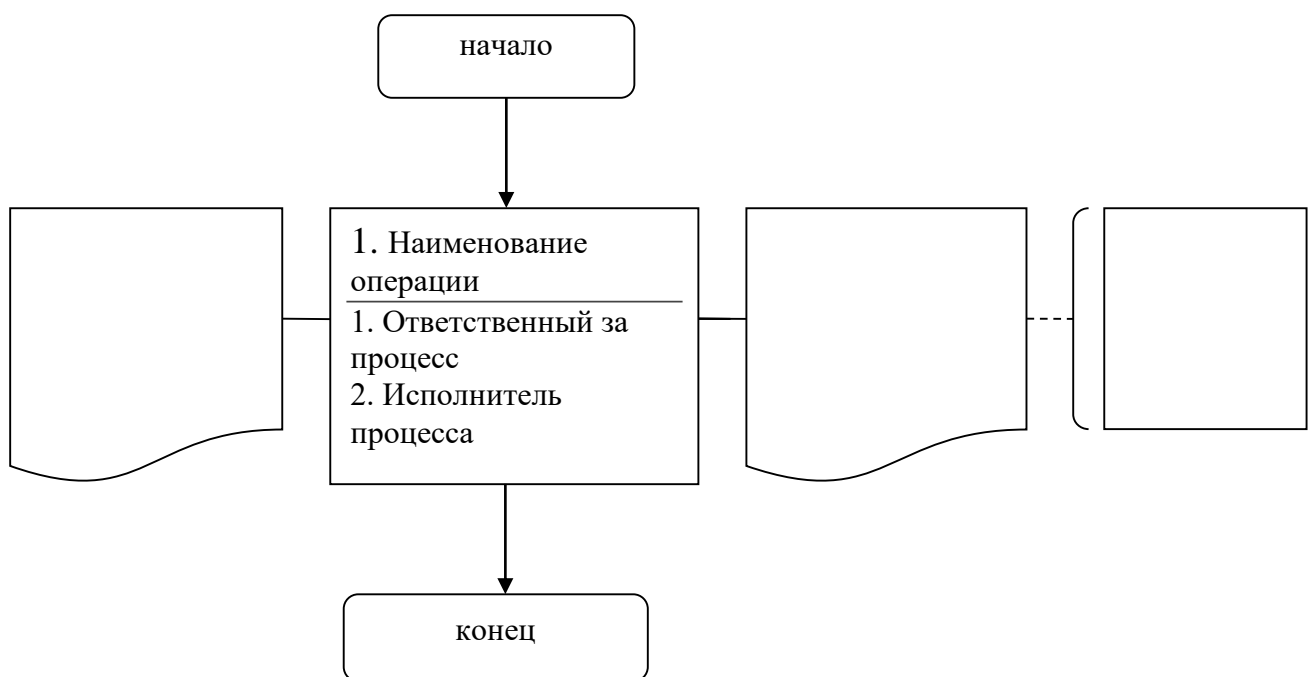 начало
1. Наименование
операции
1. Ответственный за
процесс
2. Исполнитель
процесса
конец